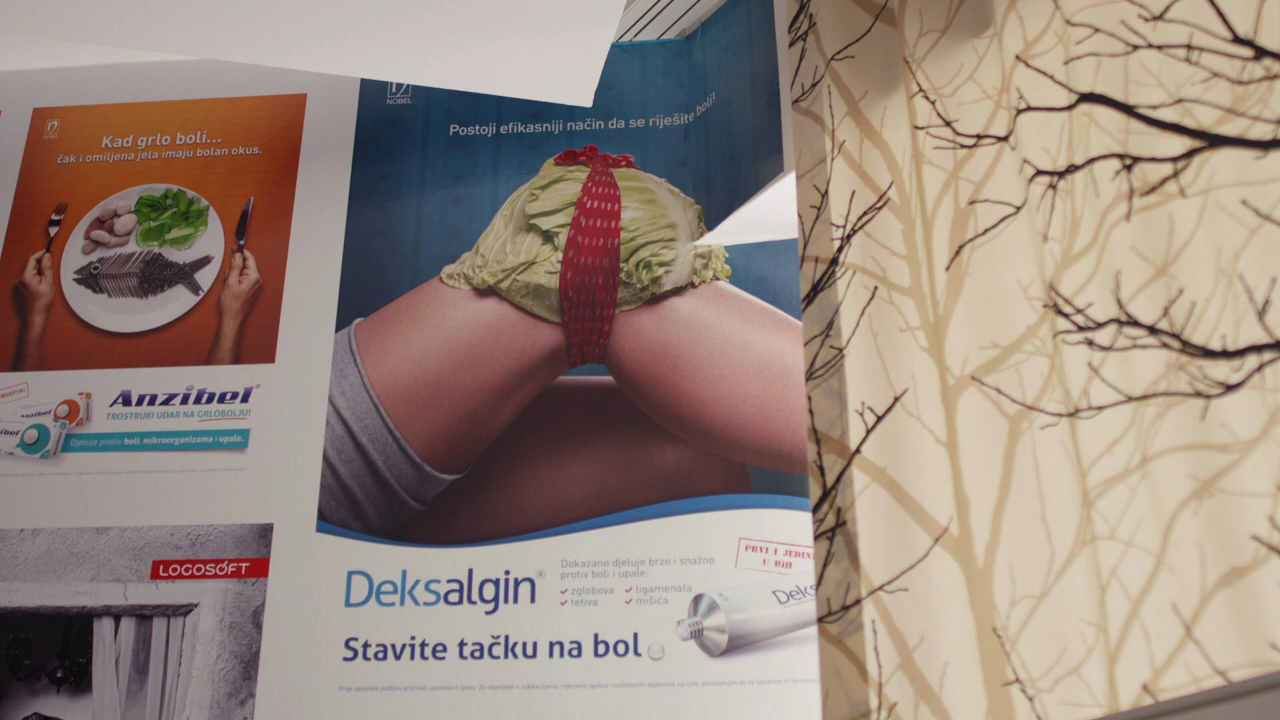 NOBEL
Kad grlo boli...
čak i omiljena jela imaju bolan okus.
Anzibel®
TROSTRUKI UDAR NA GRLOBOLJU!
Djeluje protiv boli, mikroorganizama i upale.
LOGOSOFT
NOBEL
Postoji efikasniji način da se riješite boli!
Deksalgin®
Dokazano djeluje brzo i snažno
protiv boli i upale:
zglobova
ligamenata
tetiva
mišića
PRVI I JEDINI
U BIH
Deks
Stavite tačku na bol